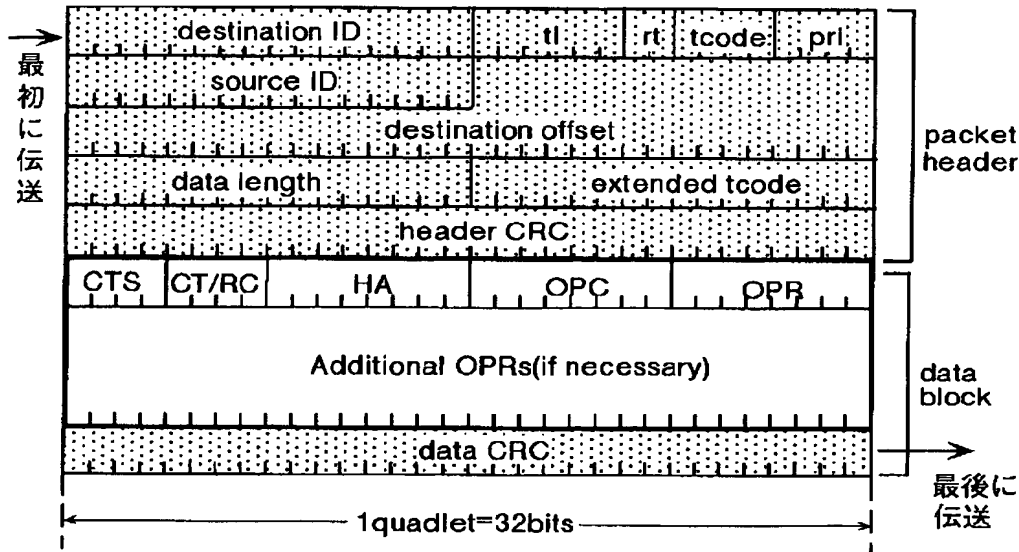 destination ID tl rt tcode pri
最初に伝送
source ID
destination offset
packet header
data length extended tcode
header CRC
CTS CT/RC HA OPC OPR
Additional OPRs(if necessary)
data block
data CRC
最後に伝送
1quadlet=32bits